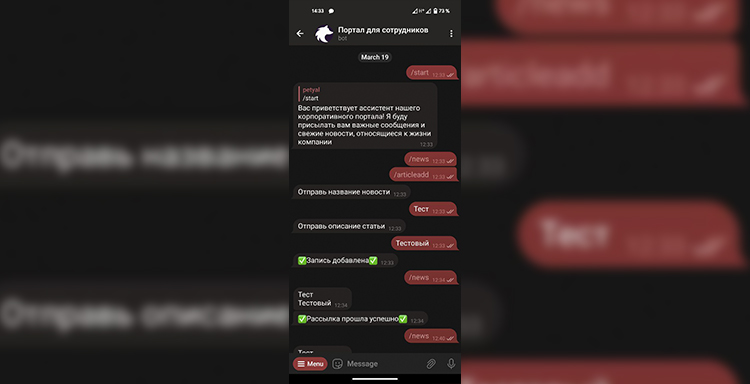 14:33
73 %
Портал для сотрудников
bot
March 19
/start 12:33
petyal
/start
Вас приветствует ассистент нашего
корпоративного портала! Я буду
присылать вам важные сообщения и
свежие новости, относящиеся к жизни
компании
12:33
/news 12:33
/articleadd 12:33
Отправь название новости 12:33
Тест 12:33
Отправь описание статьи 12:33
Тестовый 12:33
✅Запись добавлена✅ 12:33
/news 12:34
Тест
Тестовый 12:34
✅Рассылка прошла успешно✅ 12:34
/news 12:40
Тест
Menu
Message